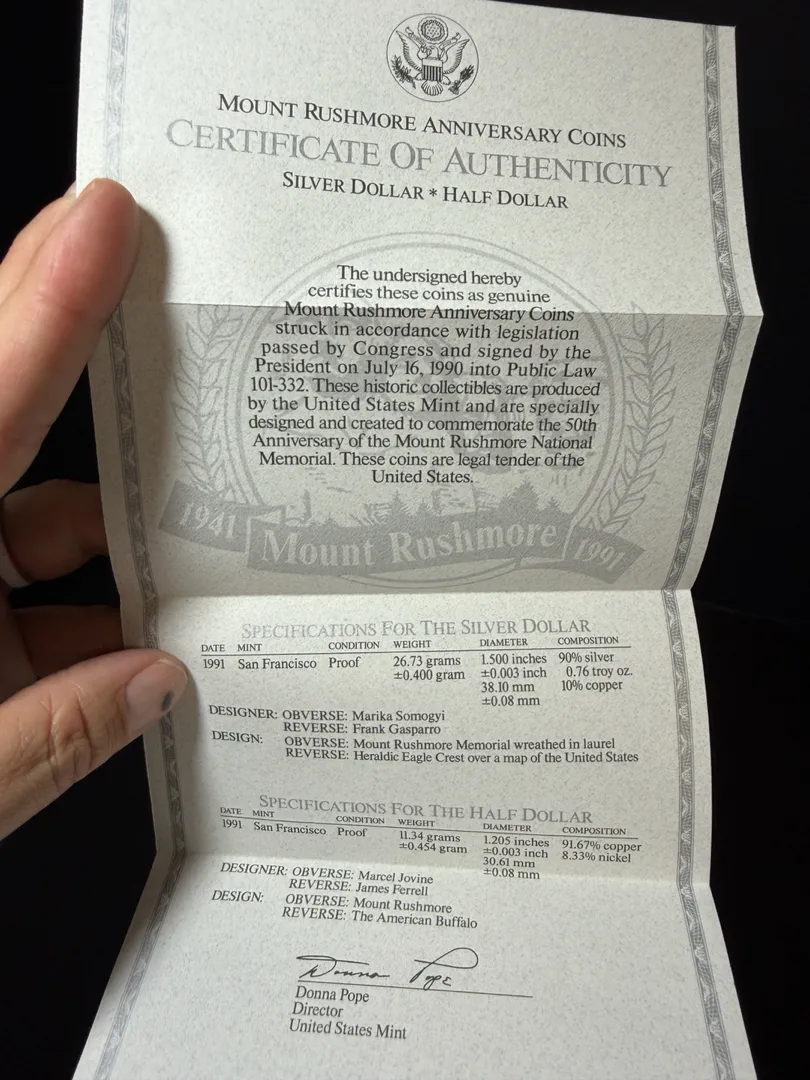 MOUNT RUSHMORE ANNIVERSARY COINS
CERTIFICATE OF AUTHENTICITY
SILVER DOLLAR * HALF DOLLAR
The undersigned hereby
certifies these coins as genuine
Mount Rushmore Anniversary Coins
struck in accordance with legislation
passed by Congress and signed by the
President on July 16, 1990 into Public Law
101-332. These historic collectibles are produced
by the United States Mint and are specially
designed and created to commemorate the 50th
Anniversary of the Mount Rushmore National
Memorial. These coins are legal tender of the
United States.
1941 Mount Rushmore 1991
SPECIFICATIONS FOR THE SILVER DOLLAR
DATE MINT CONDITION WEIGHT DIAMETER COMPOSITION
1991 San Francisco Proof 26.73 grams 1.500 inches 90% silver
±0.400 gram ±0.003 inch 0.76 troy oz.
38.10 mm 10% copper
±0.08 mm
DESIGNER: OBVERSE: Marika Somogyi
REVERSE: Frank Gasparro
DESIGN: OBVERSE: Mount Rushmore Memorial wreathed in laurel
REVERSE: Heraldic Eagle Crest over a map of the United States
SPECIFICATIONS FOR THE HALF DOLLAR
DATE MINT CONDITION WEIGHT DIAMETER COMPOSITION
1991 San Francisco Proof 11.34 grams 1.205 inches 91.67% copper
±0.454 gram ±0.003 inch 8.33% nickel
30.61 mm
±0.08 mm
DESIGNER: OBVERSE: Marcel Jovine
REVERSE: James Ferrell
DESIGN: OBVERSE: Mount Rushmore
REVERSE: The American Buffalo
Donna Pope
Donna Pope
Director
United States Mint